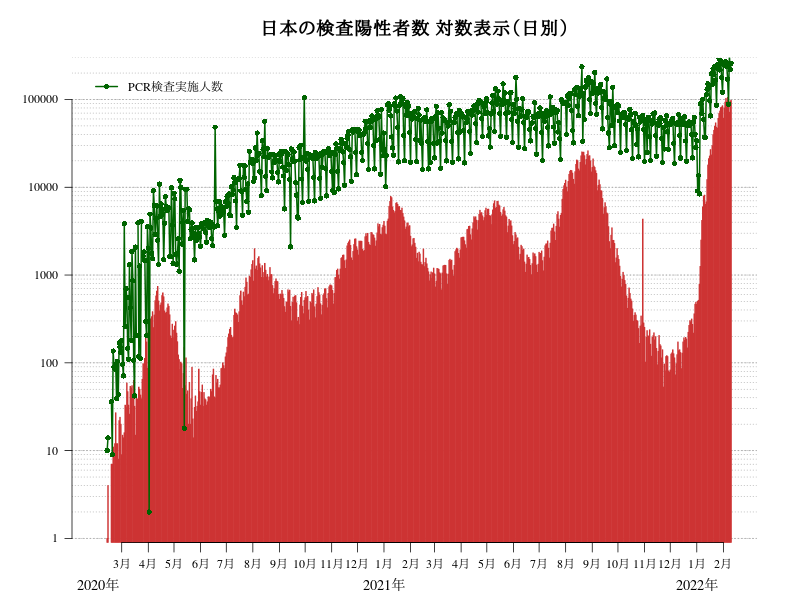 日本の検査陽性者数 対数表示（日別）
PCR検査実施人数
100000
10000
1000
100
10
1
3月 4月 5月 6月 7月 8月 9月 10月 11月 12月 1月 2月 3月 4月 5月 6月 7月 8月 9月 10月 11月 12月 1月 2月
2020年 2021年 2022年